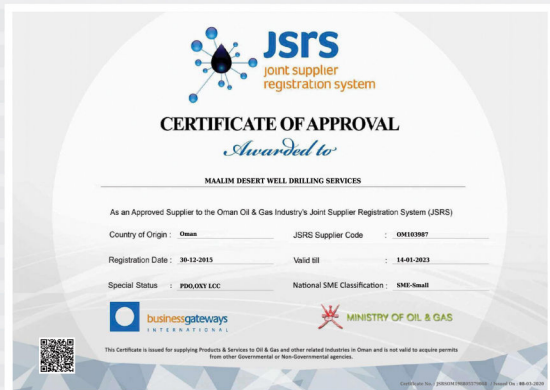 JSRS
joint supplier
registration system
CERTIFICATE OF APPROVAL
Awarded to
MAALIM DESERT WELL DRILLING SERVICES
As an Approved Supplier to the Oman Oil & Gas Industry's Joint Supplier Registration System (JSRS)
Country of Origin : Oman JSRS Supplier Code : OM103987
Registration Date : 30-12-2015 Valid till : 14-01-2023
Special Status : PDO,OXY LCC National SME Classification : SME-Small
businessgateways
INTERNATIONAL
MINISTRY OF OIL & GAS
This Certificate is issued for supplying Products & Services to Oil & Gas and other related Industries in Oman and is not valid to acquire permits
from other Governmental or Non-Governmental agencies.
Certificate No. / Issued On :